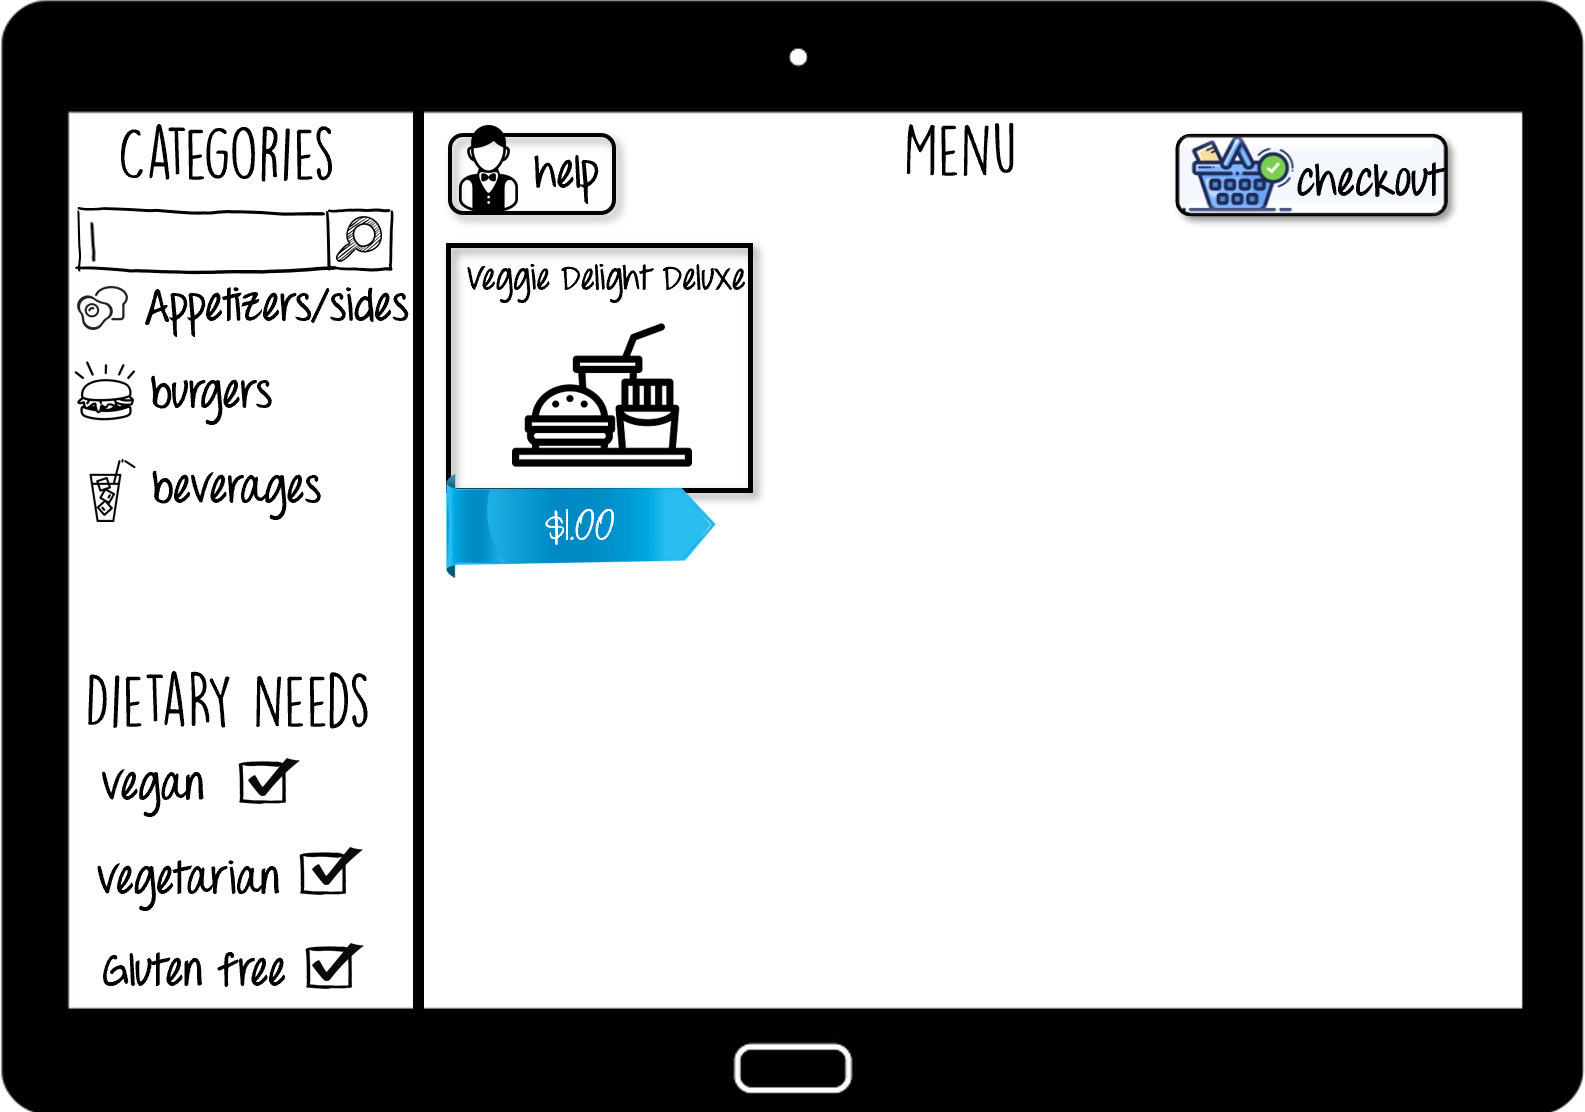 CATEGORIES
Appetizers/sides
burgers
beverages
DIETARY NEEDS
vegan
vegetarian
Gluten free
help
MENU
checkout
Veggie Delight Deluxe
$1.00